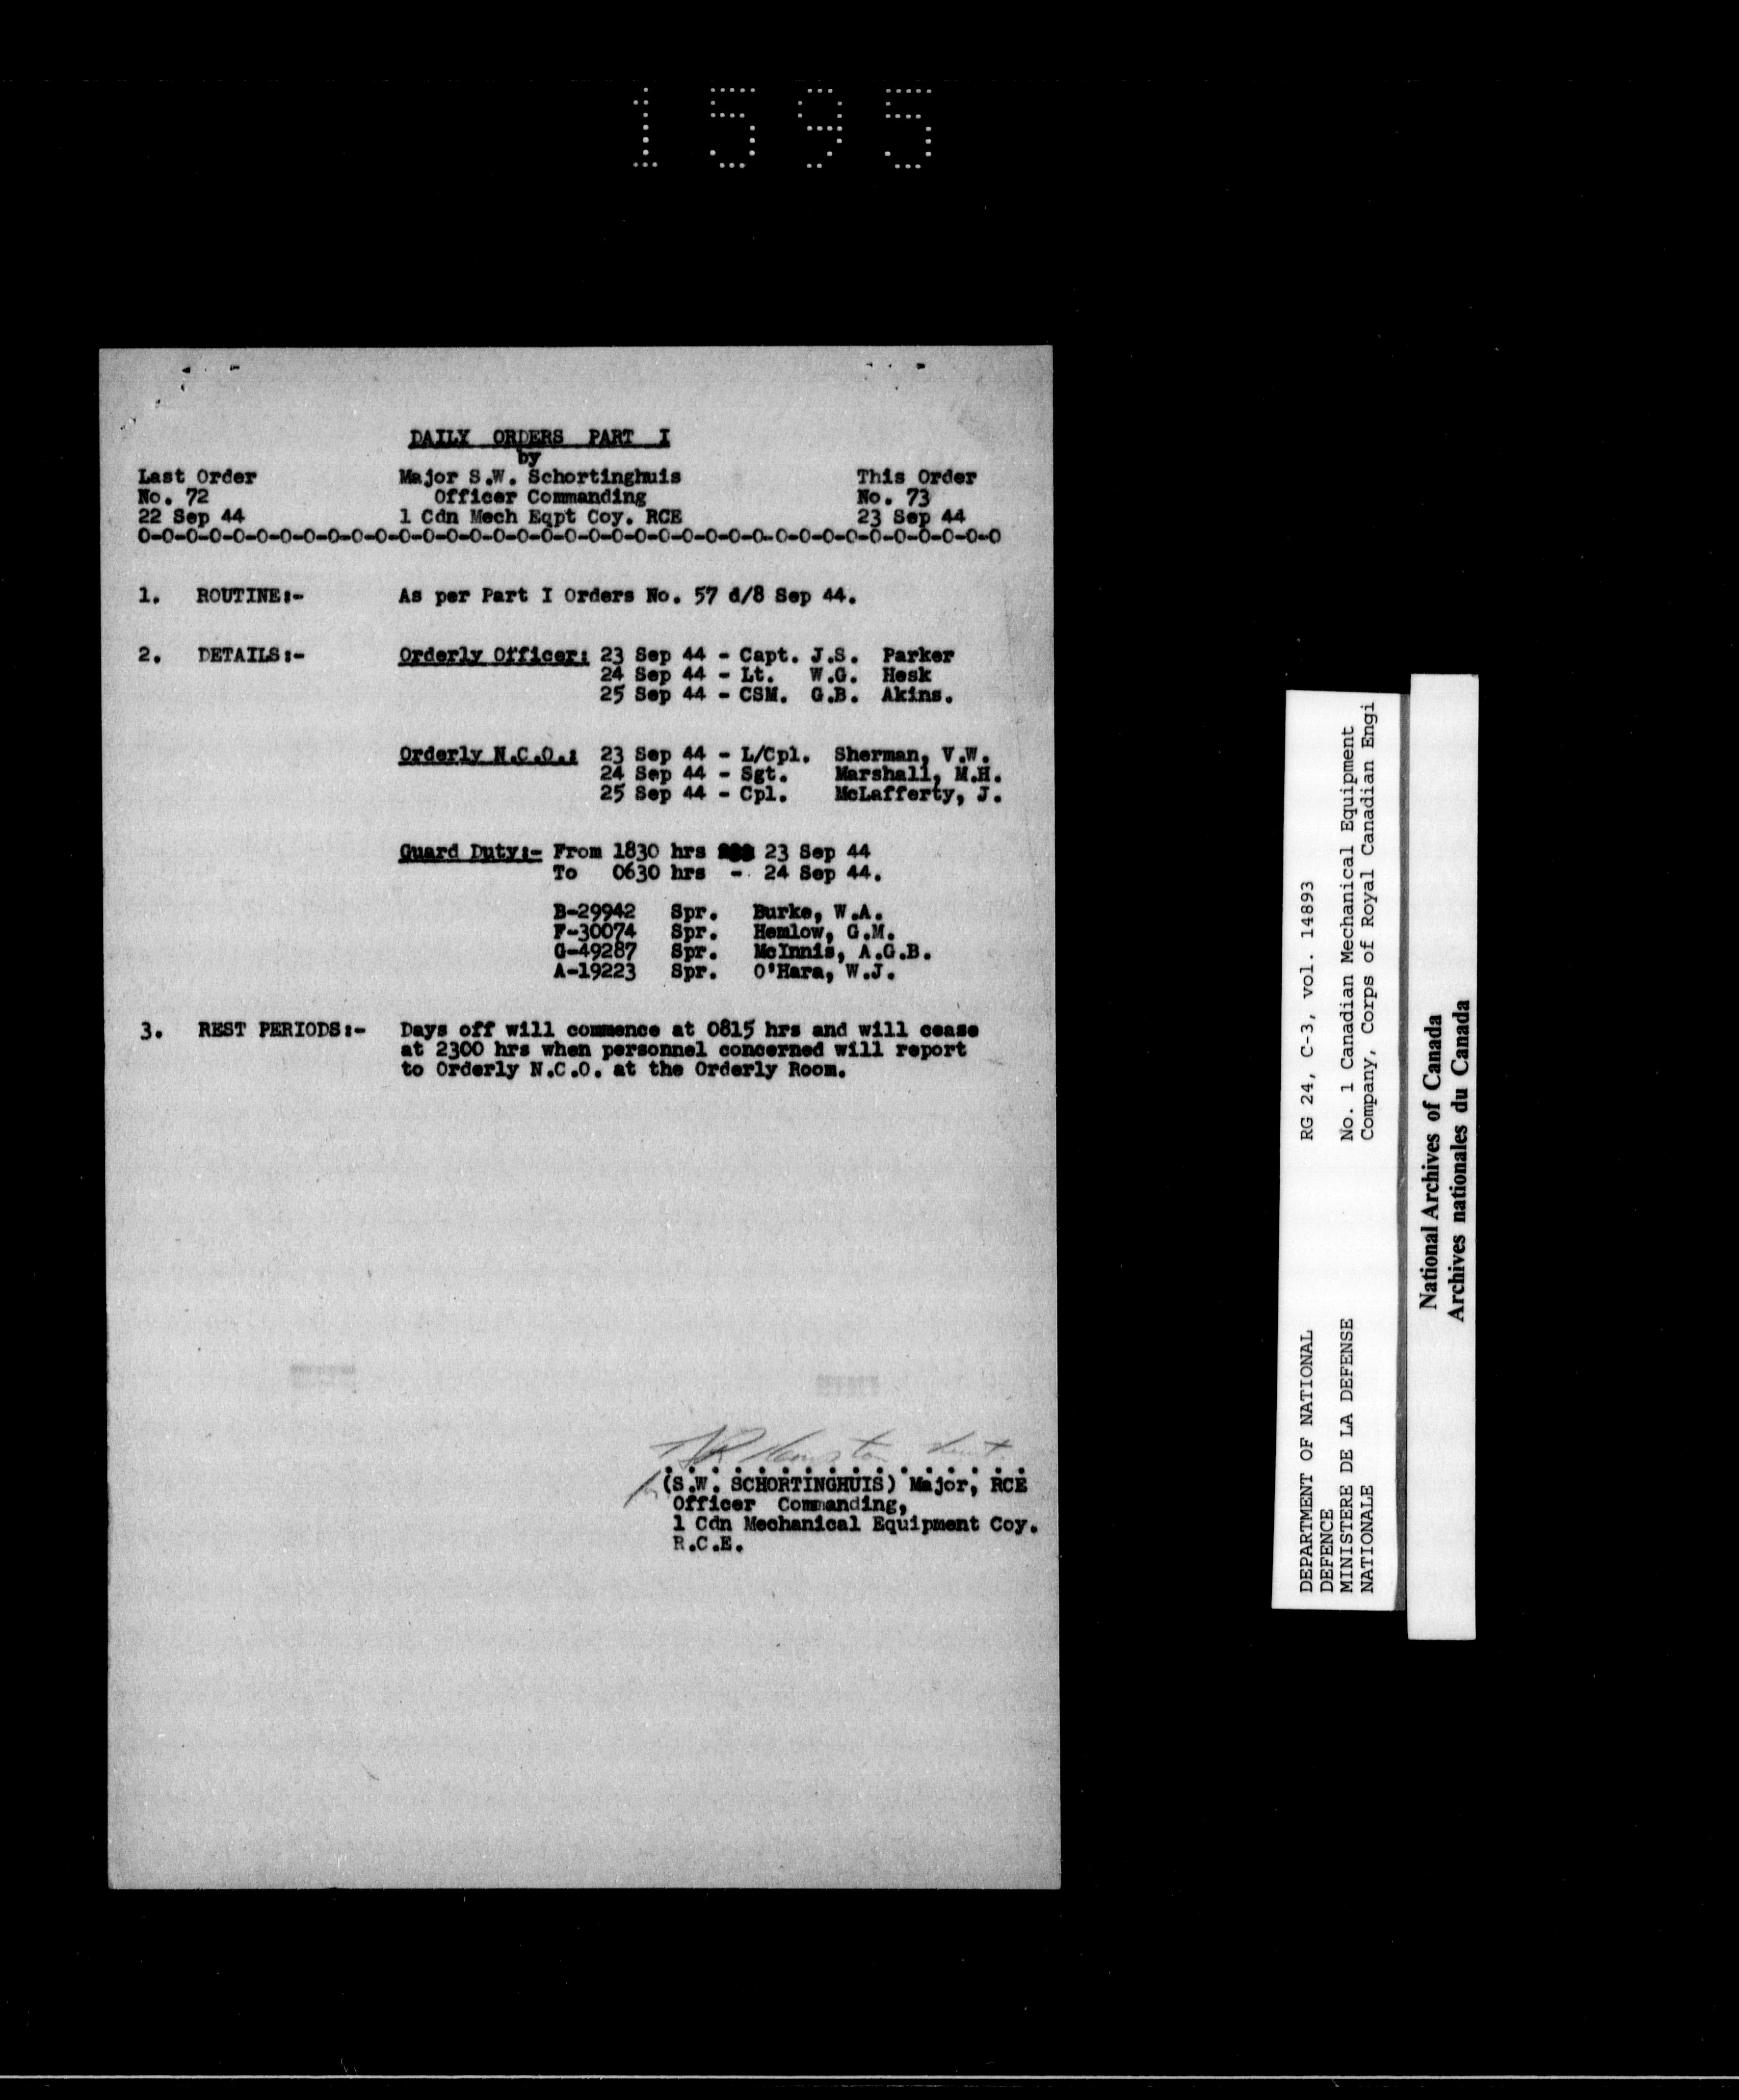 1595
DAILY ORDERS PART I
by
Last Order Major S.W. Schortinghuis This Order
No. 72 Officer Commanding No. 73
22 Sep 44 1 Cdn Mech Eqpt Coy. RCE 23 Sep 44
0-0-0-0-0-0-0-0-0-0-0-0-0-0-0-0-0-0-0-0-0-0-0-0-0-0-0-0-0-0-0-0-0-0-0-0-0
1. ROUTINE:- As per Part I Orders No. 57 d/8 Sep 44.
2. DETAILS:- Orderly Officer: 23 Sep 44 - Capt. J.S. Parker
24 Sep 44 - Lt. W.G. Hesk
25 Sep 44 - CSM. G.B. Akins.
Orderly N.C.O.: 23 Sep 44 - L/Cpl. Sherman, V.W.
24 Sep 44 - Sgt. Marshall, M.H.
25 Sep 44 - Cpl. McLafferty, J.
Guard Duty:- From 1830 hrs 23 Sep 44
To 0630 hrs - 24 Sep 44.
B-29942 Spr. Burke, W.A.
F-30074 Spr. Hemlow, G.M.
G-49287 Spr. McInnis, A.G.B.
A-19223 Spr. O'Hara, W.J.
3. REST PERIODS:- Days off will commence at 0815 hrs and will cease
at 2300 hrs when personnel concerned will report
to Orderly N.C.O. at the Orderly Room.
(S.W. SCHORTINGHUIS) Major, RCE
Officer Commanding,
1 Cdn Mechanical Equipment Coy.
R.C.E.
DEPARTMENT OF NATIONAL RG 24, C-3, vol. 14893
DEFENCE
MINISTERE DE LA DEFENSE No. 1 Canadian Mechanical Equipment
NATIONALE Company, Corps of Royal Canadian Engi
National Archives of Canada
Archives nationales du Canada